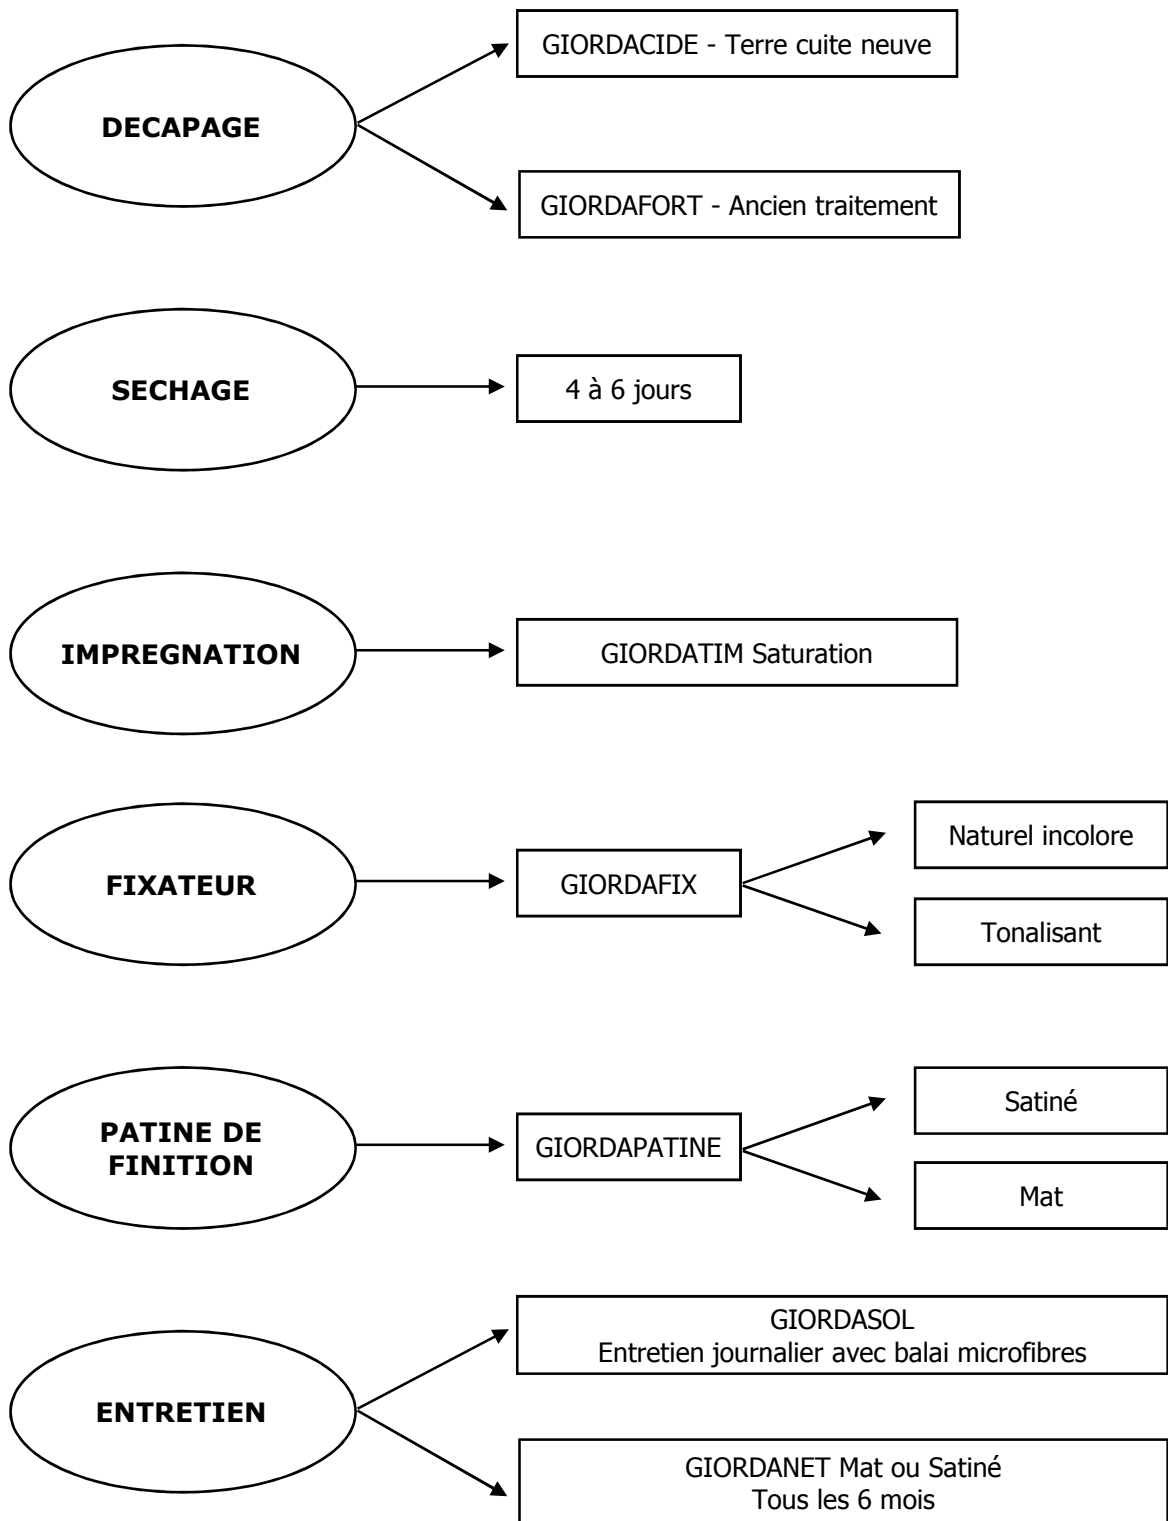 DECAPAGE
GIORDACIDE - Terre cuite neuve
GIORDAFORT - Ancien traitement
SECHAGE
4 à 6 jours
IMPREGNATION
GIORDATIM Saturation
FIXATEUR
GIORDAFIX
Naturel incolore
Tonalisant
PATINE DE
FINITION
GIORDAPATINE
Satiné
Mat
ENTRETIEN
GIORDASOL
Entretien journalier avec balai microfibres
GIORDANET Mat ou Satiné
Tous les 6 mois